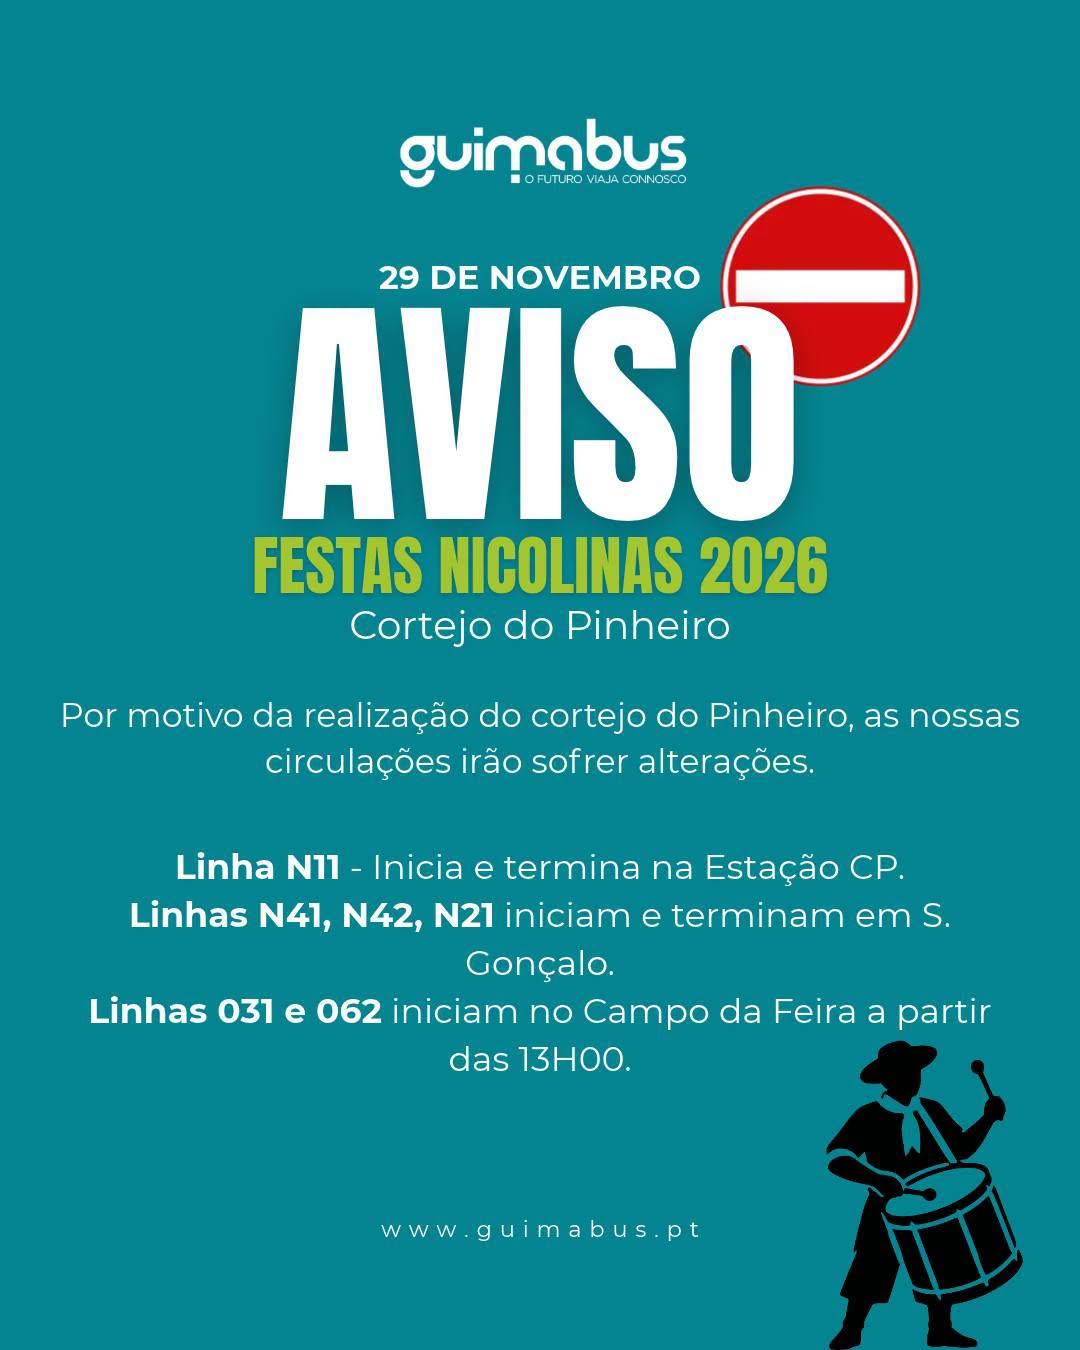 guimabus
O FUTURO VIAJA CONNOSCO
29 DE NOVEMBRO
AVISO
FESTAS NICOLINAS 2026
Cortejo do Pinheiro
Por motivo da realização do cortejo do Pinheiro, as nossas
circulações irão sofrer alterações.
Linha N11 - Inicia e termina na Estação CP.
Linhas N41, N42, N21 iniciam e terminam em S.
Gonçalo.
Linhas 031 e 062 iniciam no Campo da Feira a partir
das 13H00.
www.guimabus.pt